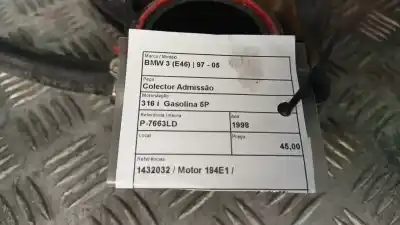 Marca / Modelo
BMW 3 (E46) | 97 - 05
Peça
Colector Admissão
Motorização
316 i Gasolina 5P
Referência Interna Ano
P-7663LD 1998
Local Preço
45,00
Referências
1432032 / Motor 194E1 /